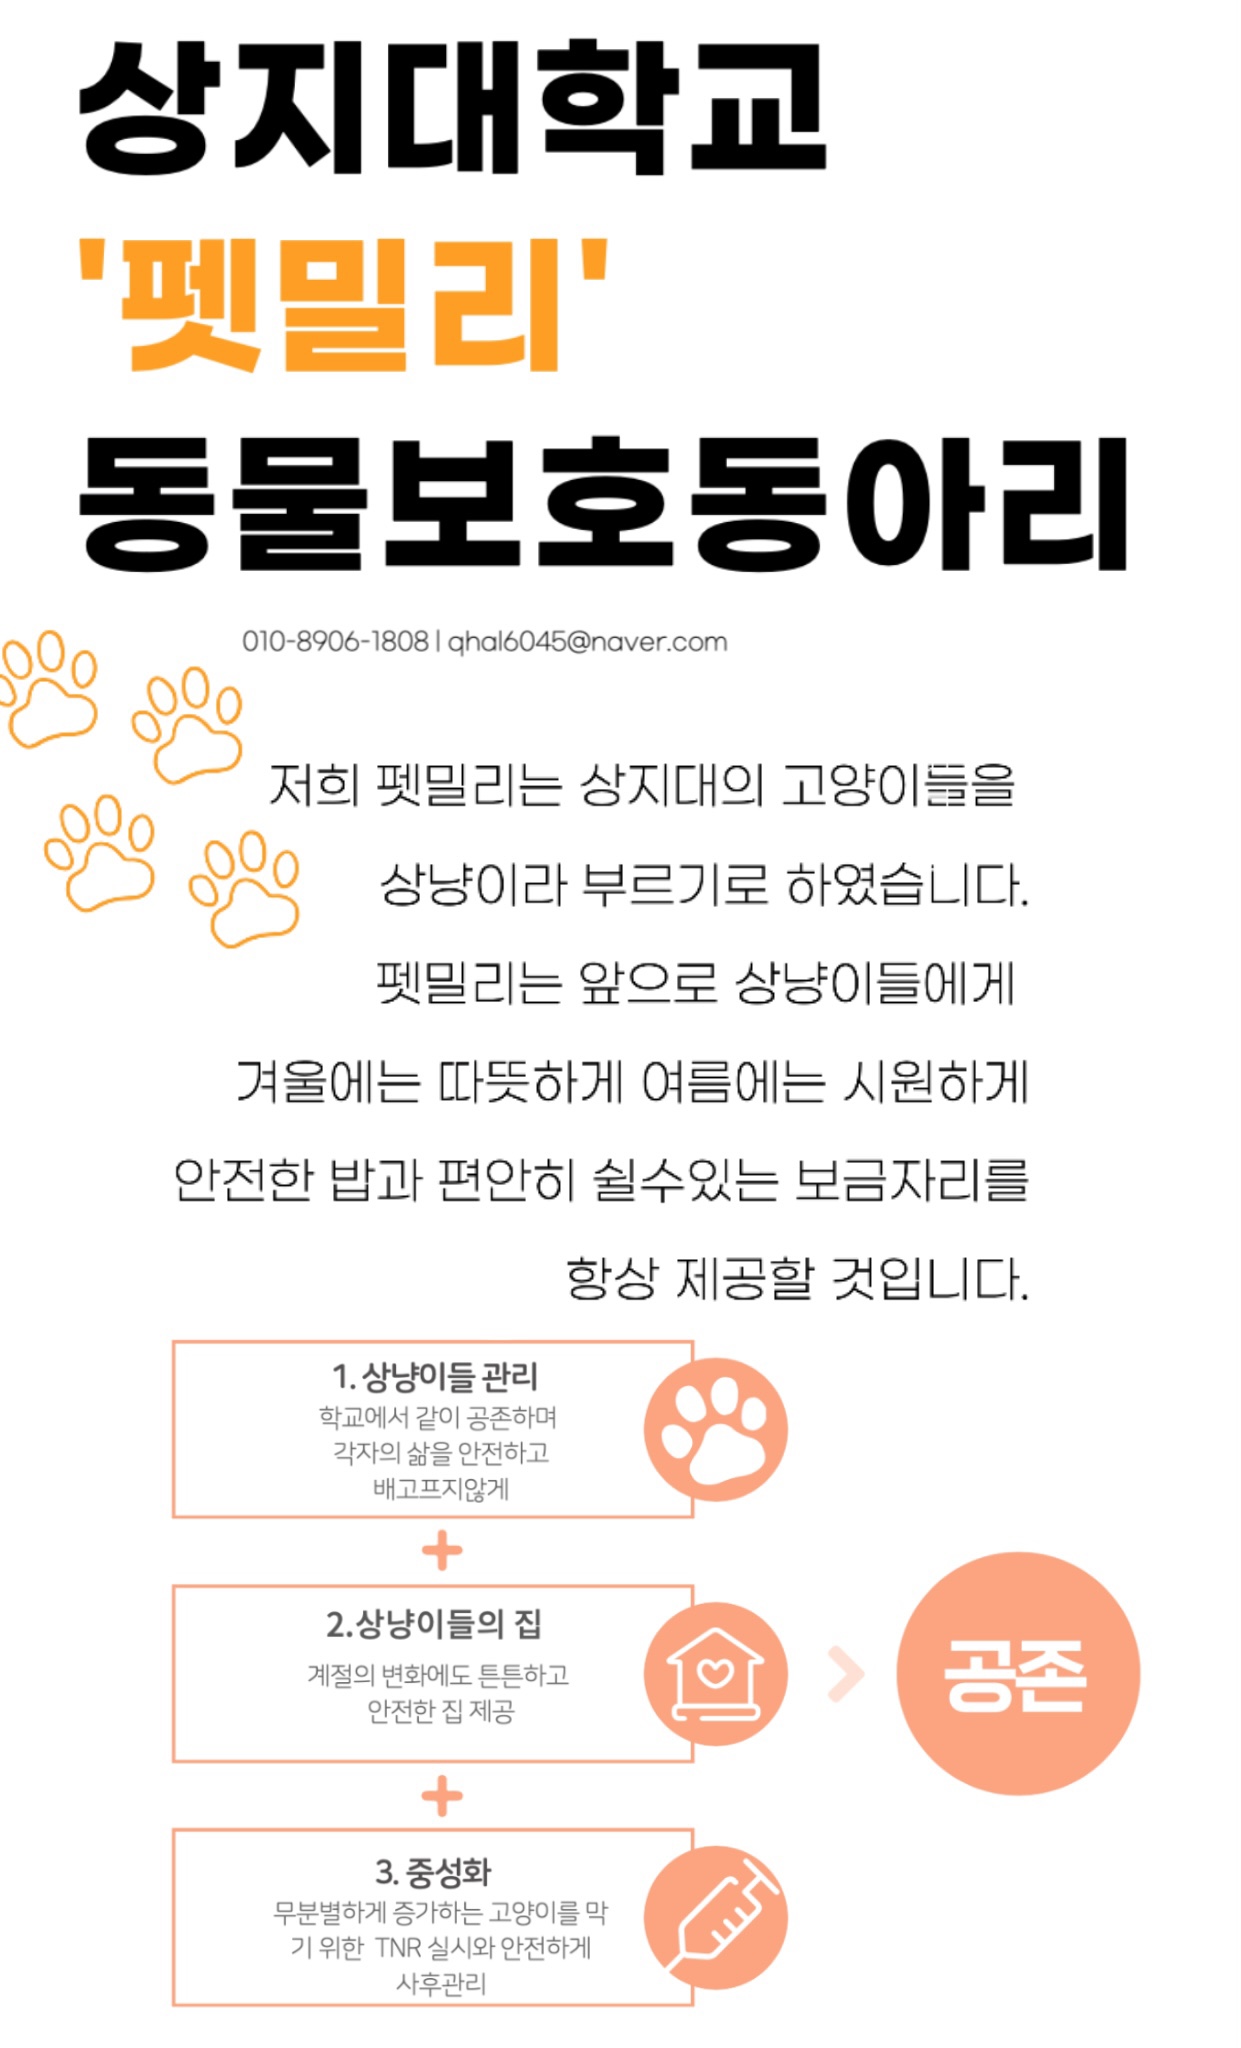 상지대학교
'펫밀리'
동물보호동아리
010-8906-1808 | qhal6045@naver.com
저희 펫밀리는 상지대의 고양이들을
상냥이라 부르기로 하였습니다.
펫밀리는 앞으로 상냥이들에게
겨울에는 따뜻하게 여름에는 시원하게
안전한 밥과 편안히 쉴수있는 보금자리를
항상 제공할 것입니다.
1. 상냥이들 관리
학교에서 같이 공존하며
각자의 삶을 안전하고
배고프지않게
+
2.상냥이들의 집
계절의 변화에도 튼튼하고
안전한 집 제공
+
3. 중성화
무분별하게 증가하는 고양이를 막
기 위한 TNR 실시와 안전하게
사후관리
공존